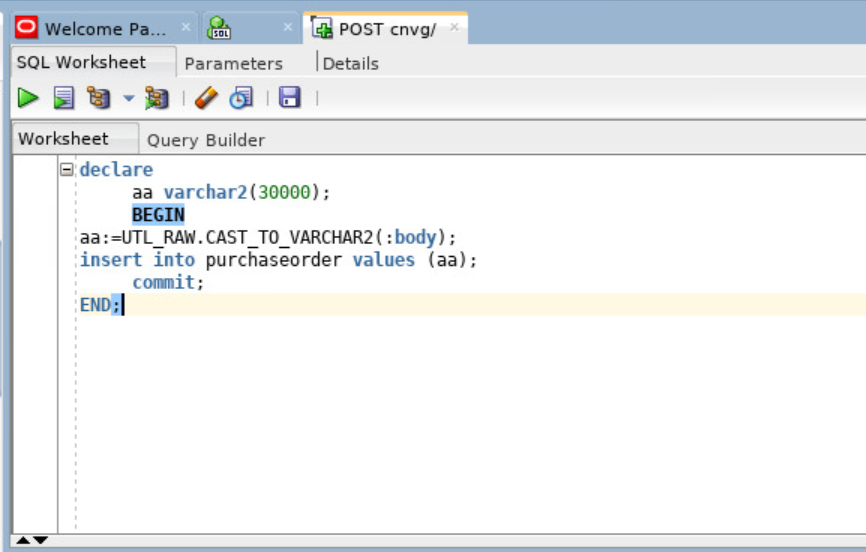 Welcome Pa...
SQL
POST cnvg/
SQL Worksheet
Parameters
Details
Worksheet
Query Builder
declare
aa varchar2(30000);
BEGIN
aa:=UTL_RAW.CAST_TO_VARCHAR2(:body);
insert into purchaseorder values (aa);
commit;
END;